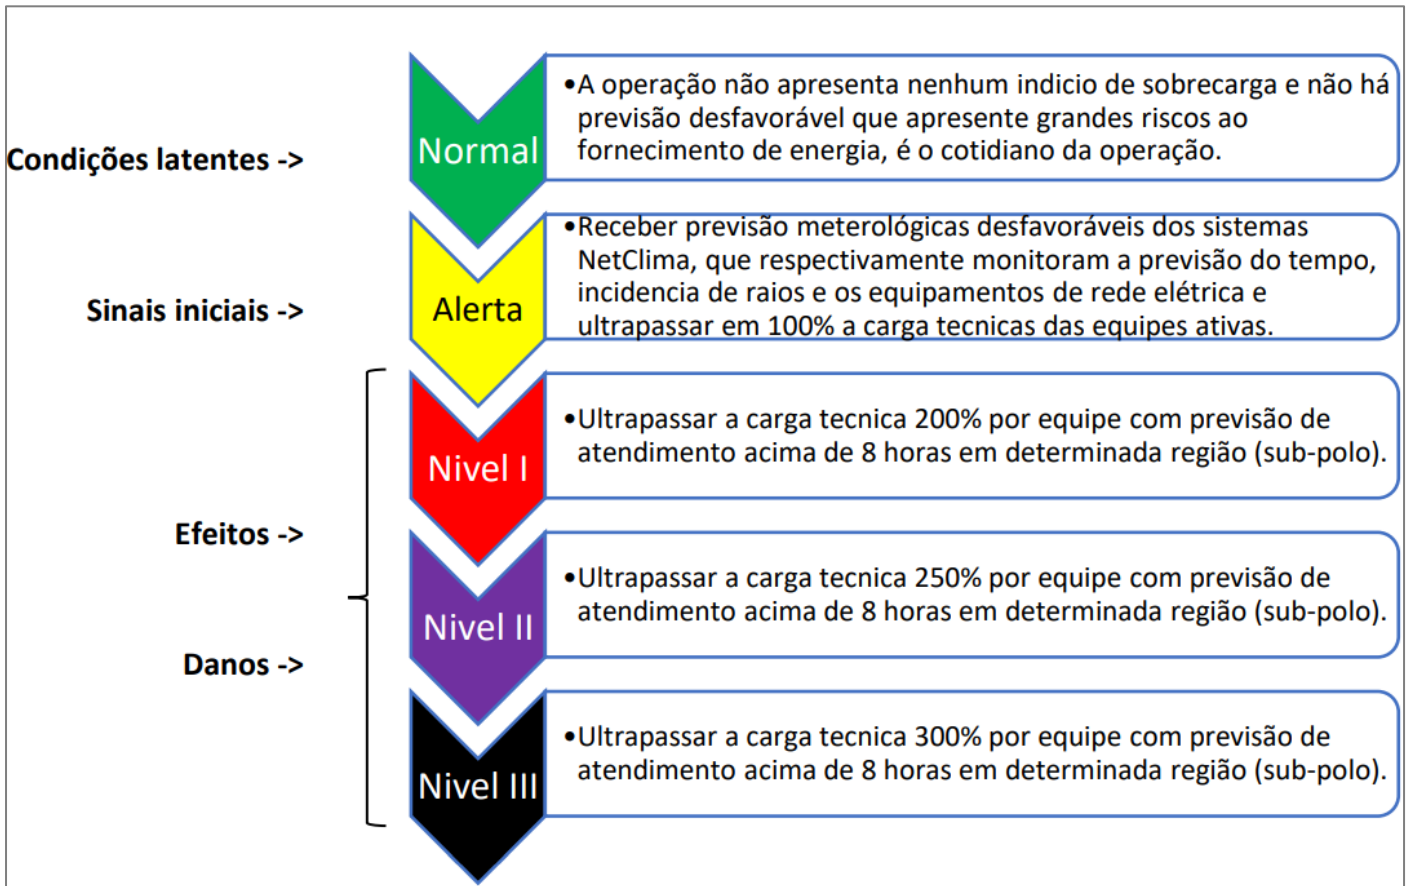 Condições latentes ->
Normal
•A operação não apresenta nenhum indicio de sobrecarga e não há
previsão desfavorável que apresente grandes riscos ao
fornecimento de energia, é o cotidiano da operação.
Sinais iniciais ->
Alerta
•Receber previsão meterológicas desfavoráveis dos sistemas
NetClima, que respectivamente monitoram a previsão do tempo,
incidencia de raios e os equipamentos de rede elétrica e
ultrapassar em 100% a carga tecnicas das equipes ativas.
Nivel I
•Ultrapassar a carga tecnica 200% por equipe com previsão de
atendimento acima de 8 horas em determinada região (sub-polo).
Efeitos ->
Nivel II
•Ultrapassar a carga tecnica 250% por equipe com previsão de
atendimento acima de 8 horas em determinada região (sub-polo).
Danos ->
Nivel III
•Ultrapassar a carga tecnica 300% por equipe com previsão de
atendimento acima de 8 horas em determinada região (sub-polo).